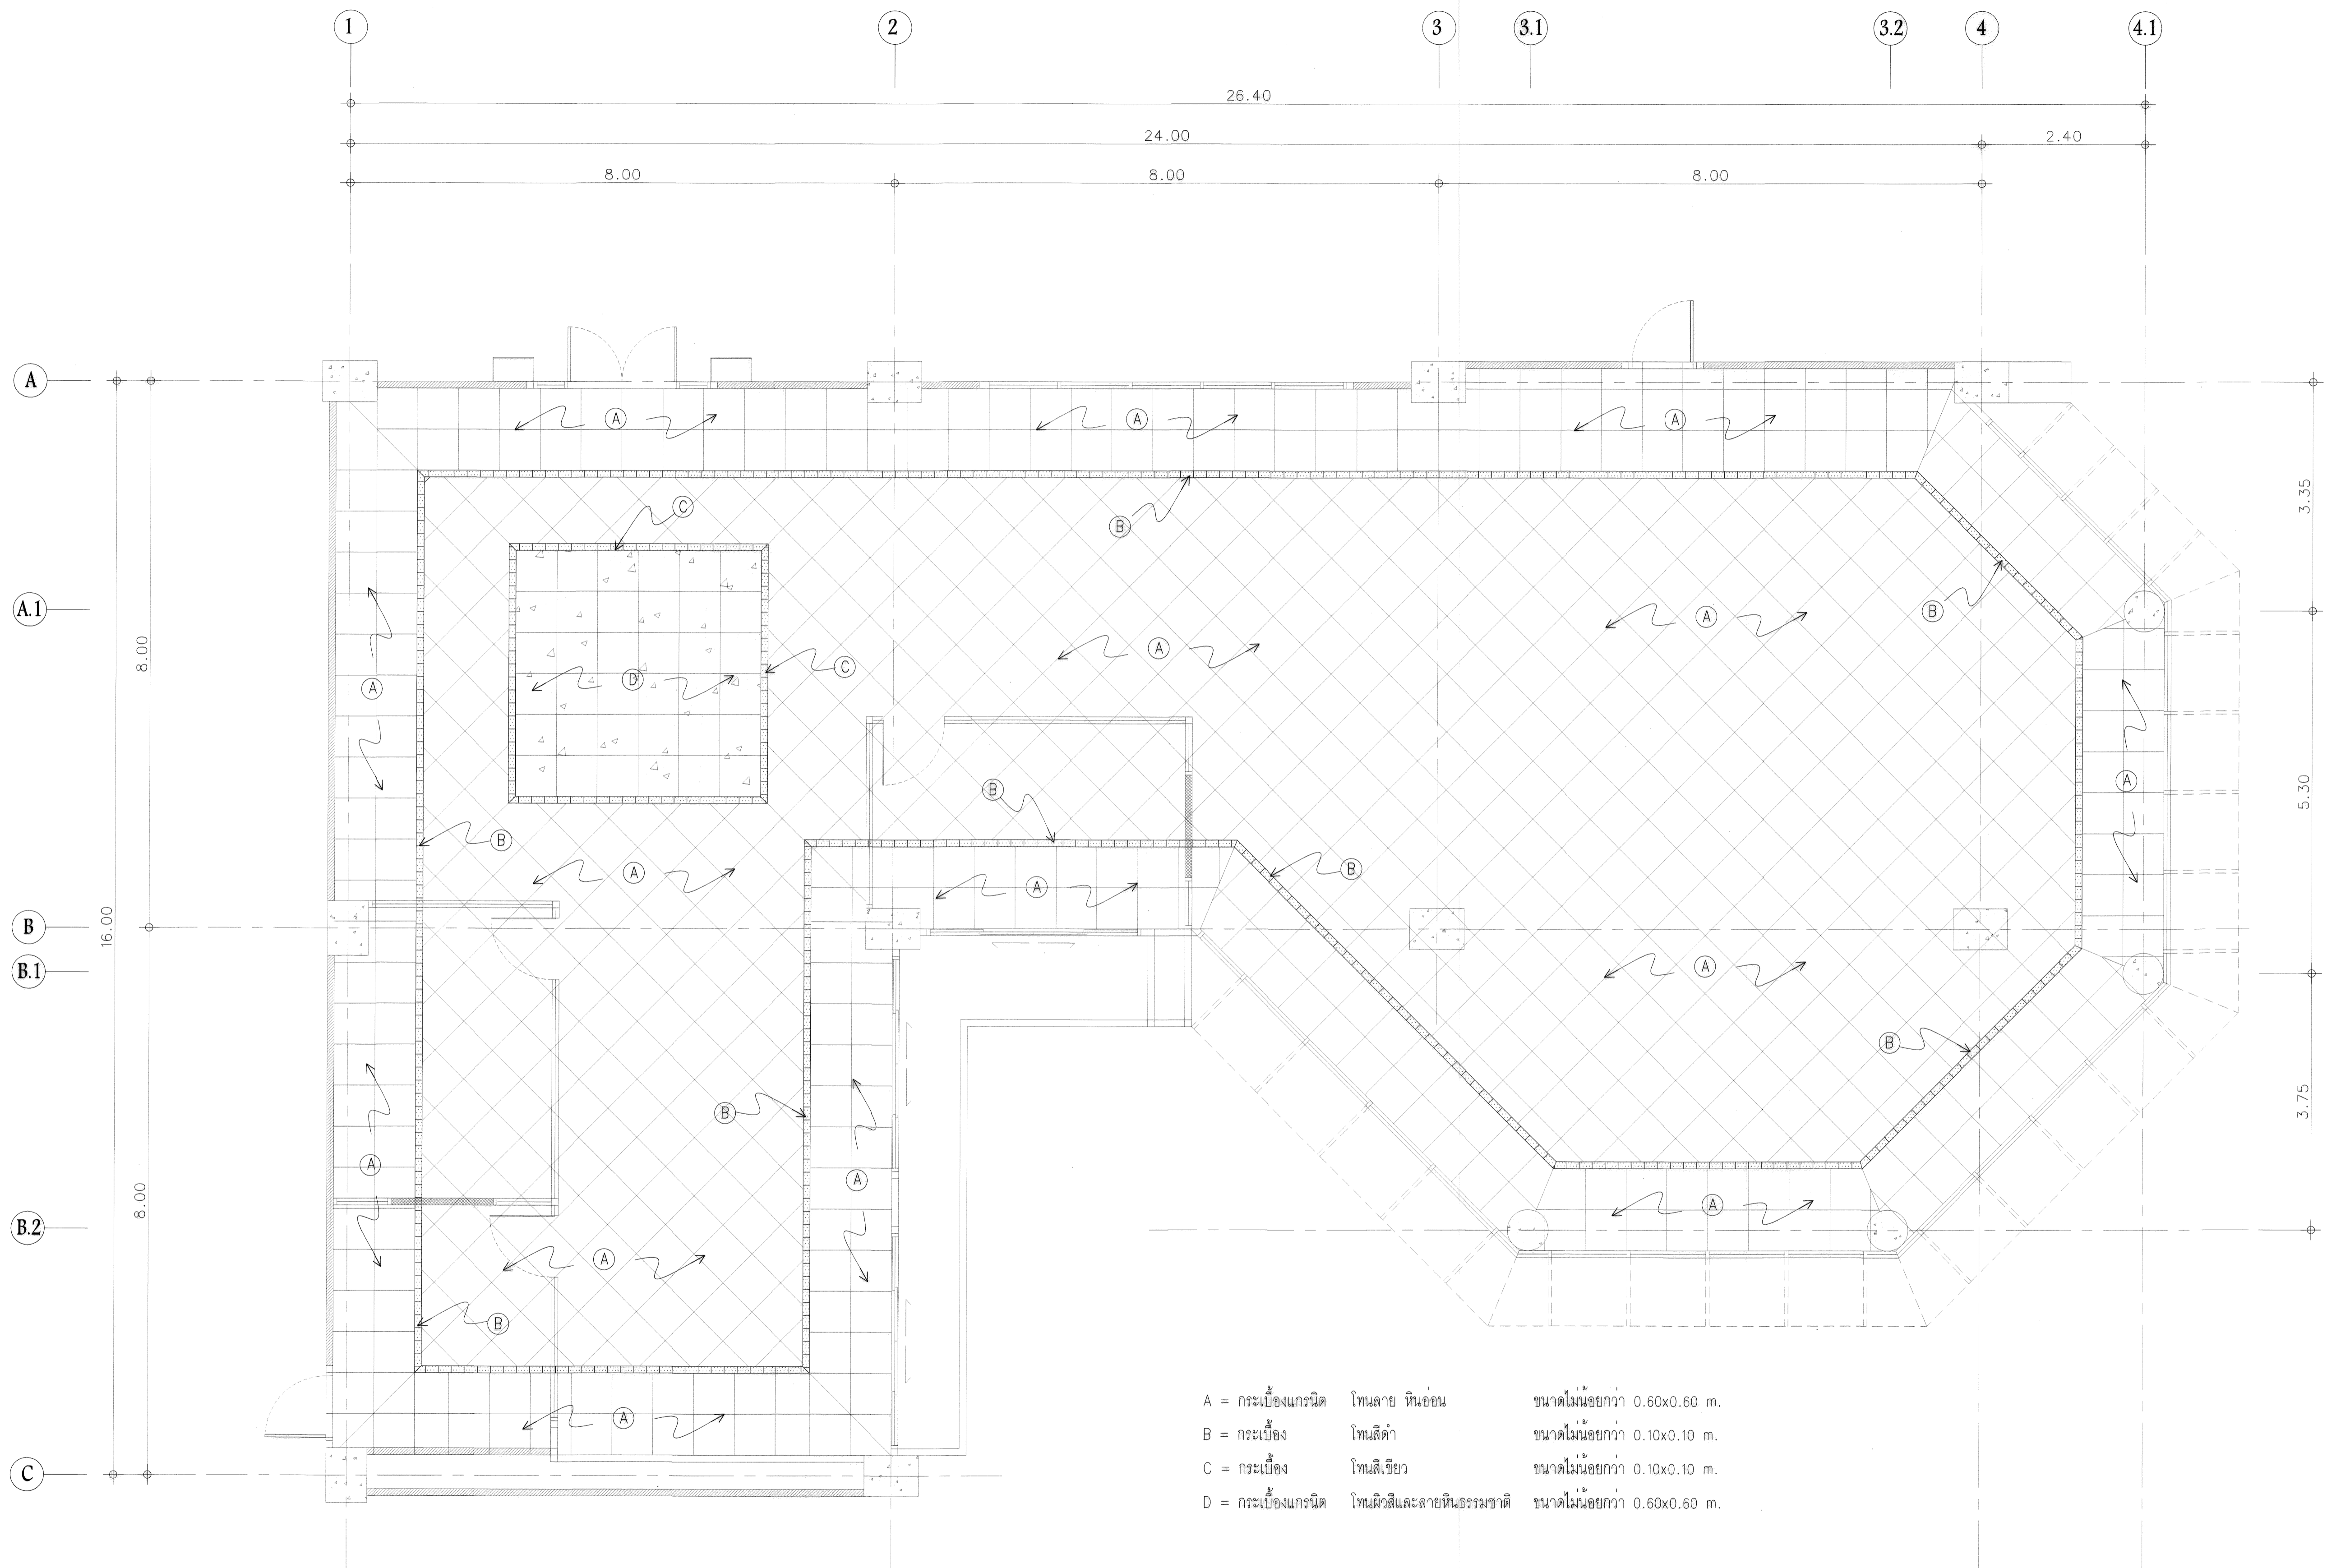 1 2 3 3.1 3.2 4 4.1
26.40
24.00 2.40
8.00 8.00 8.00
A
A A A
3.35
C
B
A.1
B
A
A
8.00
C
D
A
A
B
5.30
B
B
A
A
16.00
B
B.1
A
B
3.75
B
A
A
8.00
A
B.2
A
B
A
C
A = กระเบื้องแกรนิต โทนลาย หินอ่อน ขนาดไม่น้อยกว่า 0.60x0.60 m.
B = กระเบื้อง โทนสีดำ ขนาดไม่น้อยกว่า 0.10x0.10 m.
C = กระเบื้อง โทนสีเขียว ขนาดไม่น้อยกว่า 0.10x0.10 m.
D = กระเบื้องแกรนิต โทนผิวสีและลายหินธรรมชาติ ขนาดไม่น้อยกว่า 0.60x0.60 m.